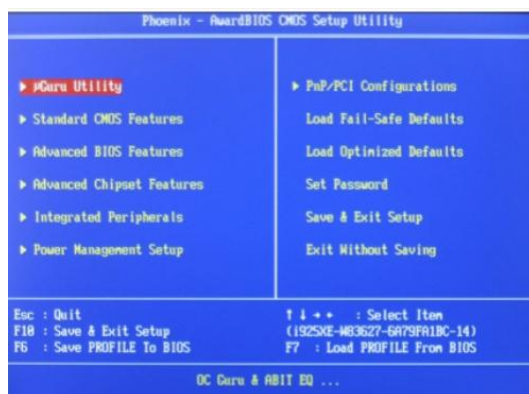 Phoenix - AwardBIOS CMOS Setup Utility
µGuru Utility
Standard CMOS Features
Advanced BIOS Features
Advanced Chipset Features
Integrated Peripherals
Power Management Setup
PnP/PCI Configurations
Load Fail-Safe Defaults
Load Optimized Defaults
Set Password
Save & Exit Setup
Exit Without Saving
Esc : Quit
F10 : Save & Exit Setup
F6 : Save PROFILE To BIOS
↑ ↓ → ← : Select Item
(i925XE-W83627-6A79FA1BC-14)
F7 : Load PROFILE From BIOS
OC Guru & ABIT EQ ...